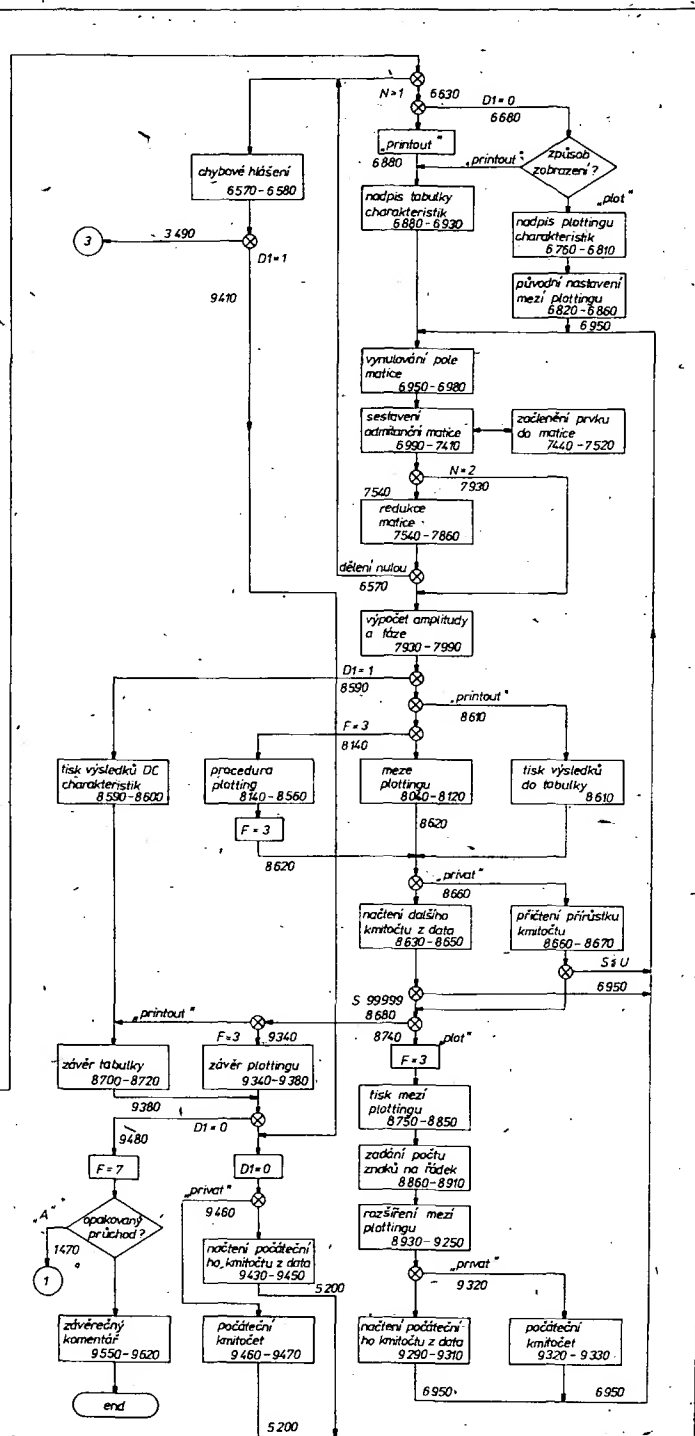 N>1
6630
D1=0
6680
„printout“
6880
„printout“
způsob
zobrazení?
chybové hlášení
6570-6580
nadpis tabulky
charakteristik
6880-6930
„plot“
nadpis plottingu
charakteristik
6760-6810
3
3490
D1=1
9410
původní nastavení
mezí plottingu
6820-6860
6950
vynulování pole
matice
6950-6980
sestavení
admitanční matice
6990-7410
začlenění prvku
do matice
7440-7520
N=2
7930
7540
redukce
matice
7540-7860
dělení nulou
6570
výpočet amplitudy
a fáze
7930-7990
D1=1
8590
„printout“
8610
F=3
8140
tisk výsledků DC
charakteristik
8590-8600
procedura
plotting
8140-8560
meze
plottingu
8040-8120
tisk výsledků
do tabulky
8610
F=3
8620
8620
„privat“
8660
načtení dalšího
kmitočtu z data
8630-8650
přičtení přírůstku
kmitočtu
8660-8670
S≦U
6950
S 99999
8680
„printout“
F=3
9340
8740
„plot“
F=3
závěr tabulky
8700-8720
závěr plottingu
9340-9380
9380
tisk mezí
plottingu
8750-8850
D1=0
9480
F=7
D1=0
zadání počtu
znaků na řádek
8860-8910
„privat“
9460
rozšíření mezí
plottingu
8930-9250
„A“
1470
opakovaný
průchod?
1
načtení počáteční
ho kmitočtu z data
9430-9450
5200
„privat“
9320
závěrečný
komentář
9550-9620
počáteční
kmitočet
9460-9470
načtení počáteční-
ho kmitočtu z data
9290-9310
počáteční
kmitočet
9320-9330
6950
6950
end
5200